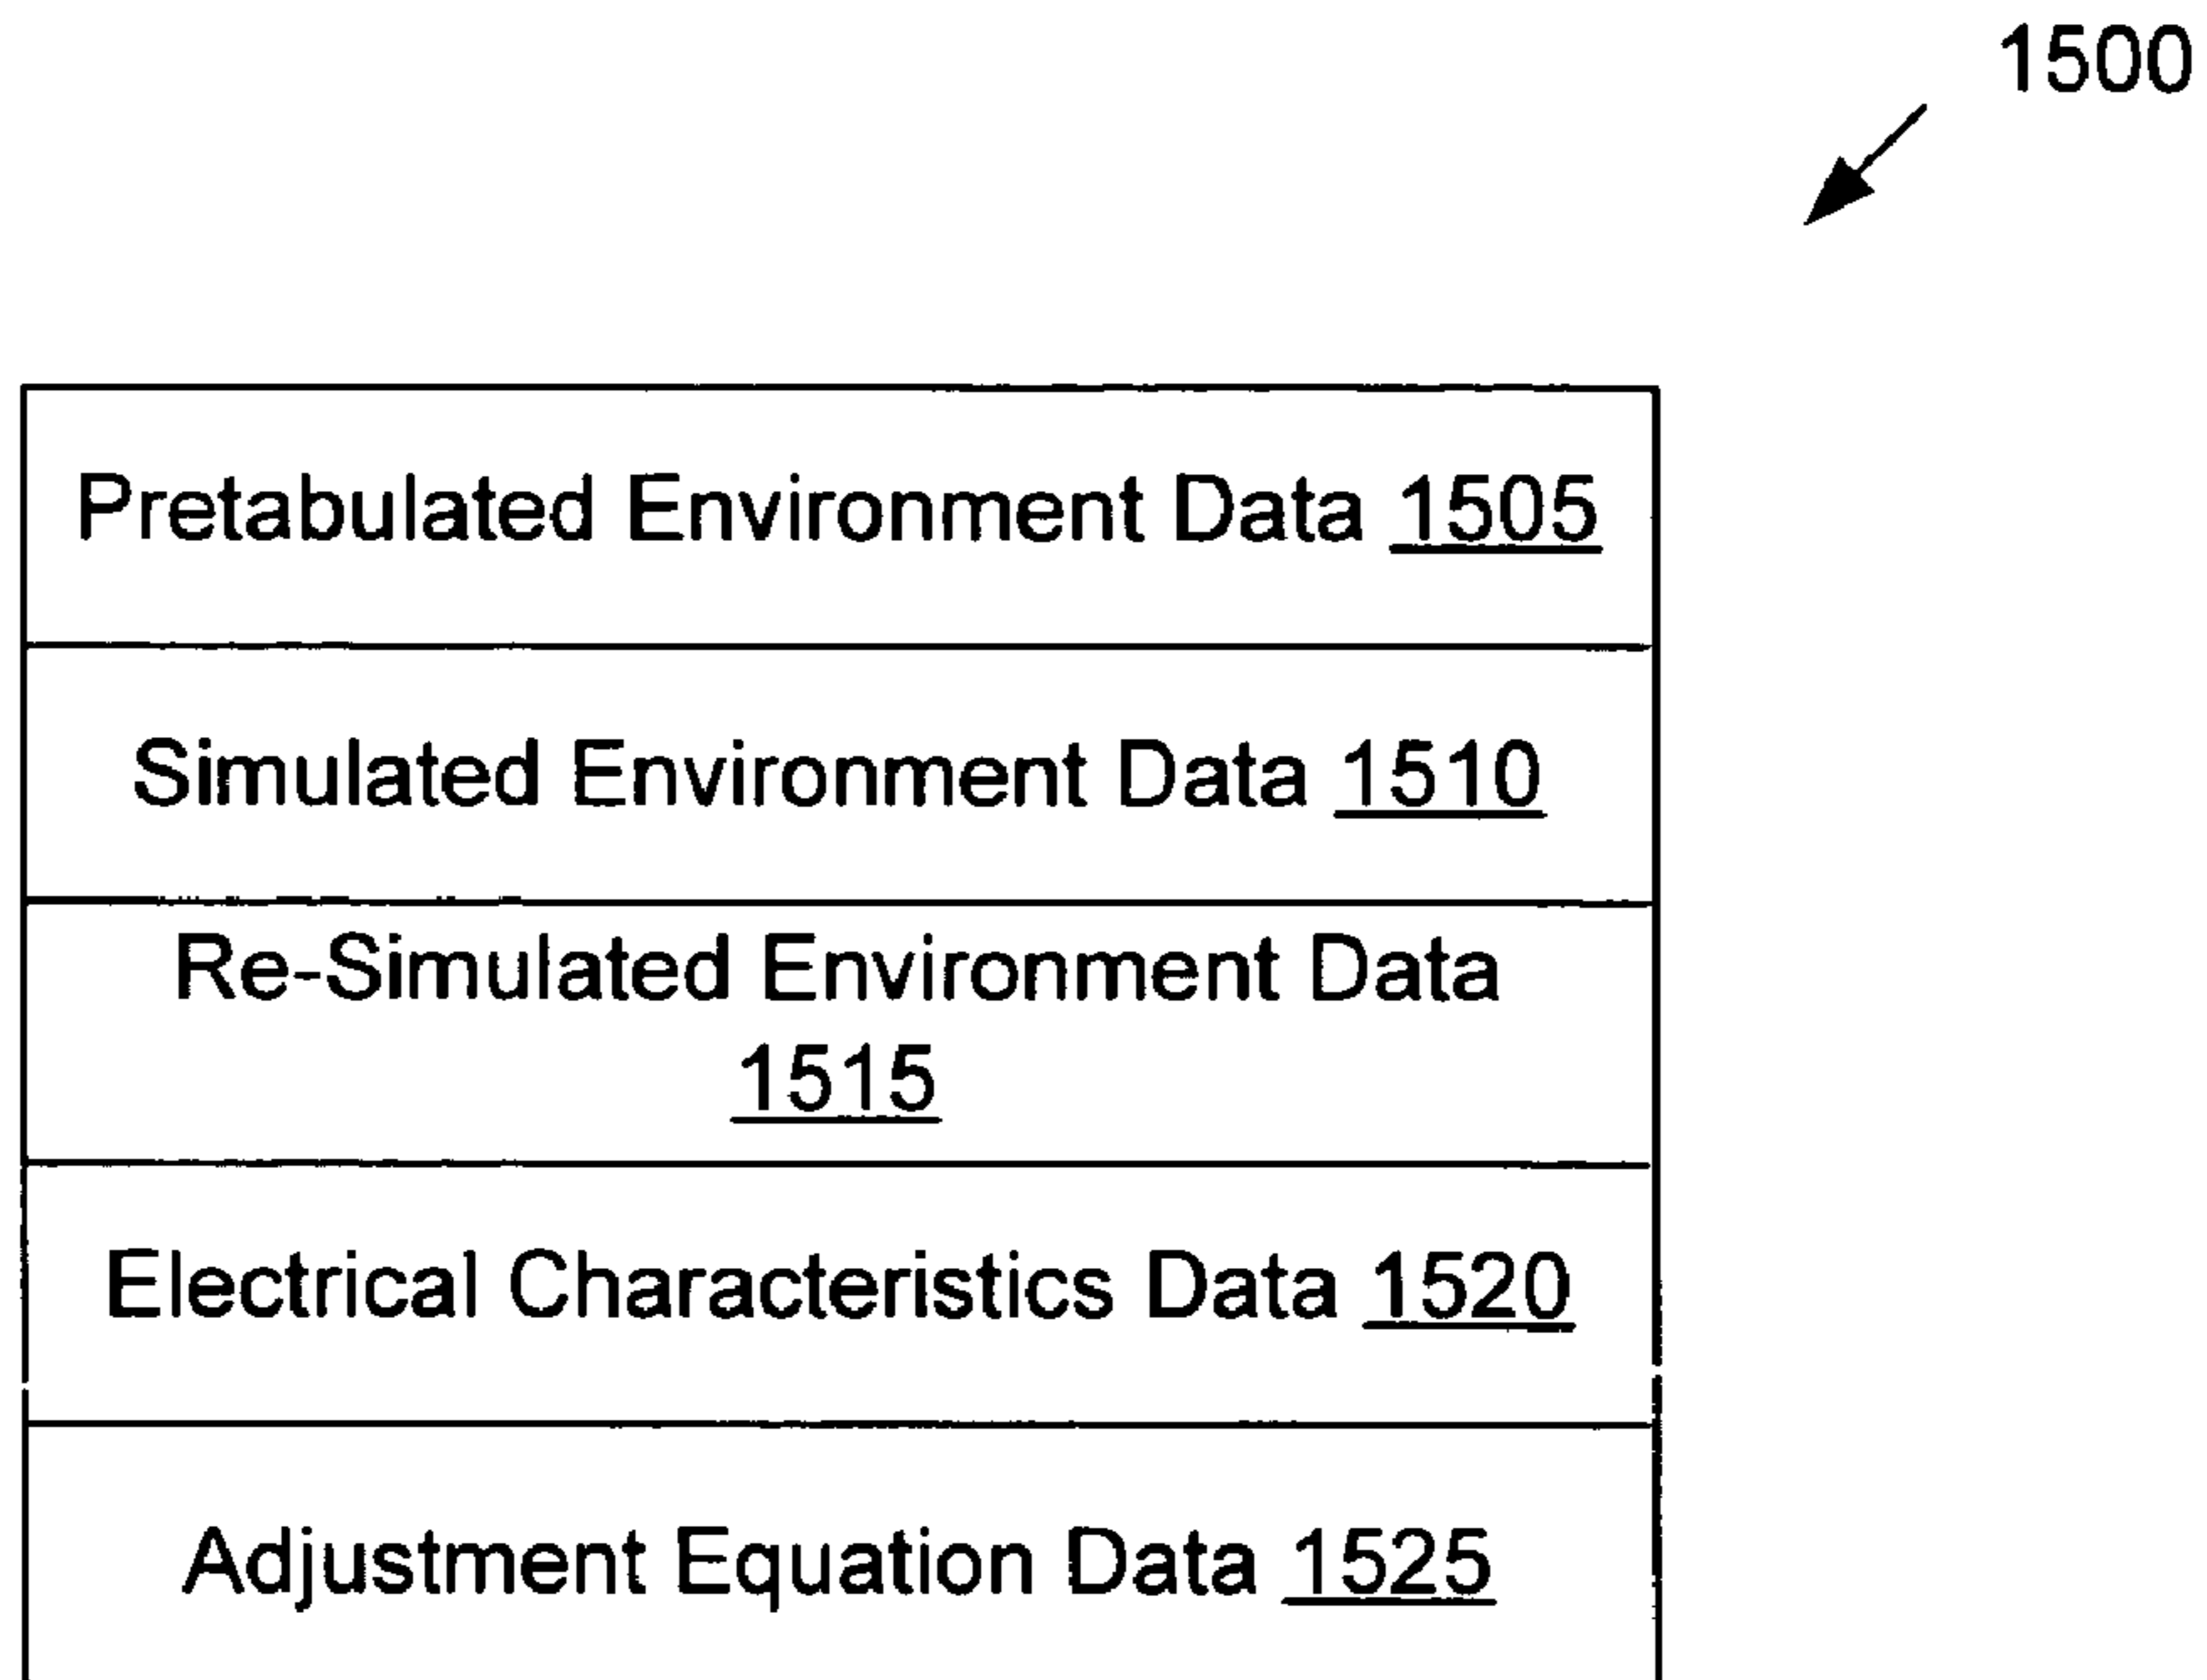 1500
Pretabulated Environment Data 1505
Simulated Environment Data 1510
Re-Simulated Environment Data
1515
Electrical Characteristics Data 1520
Adjustment Equation Data 1525